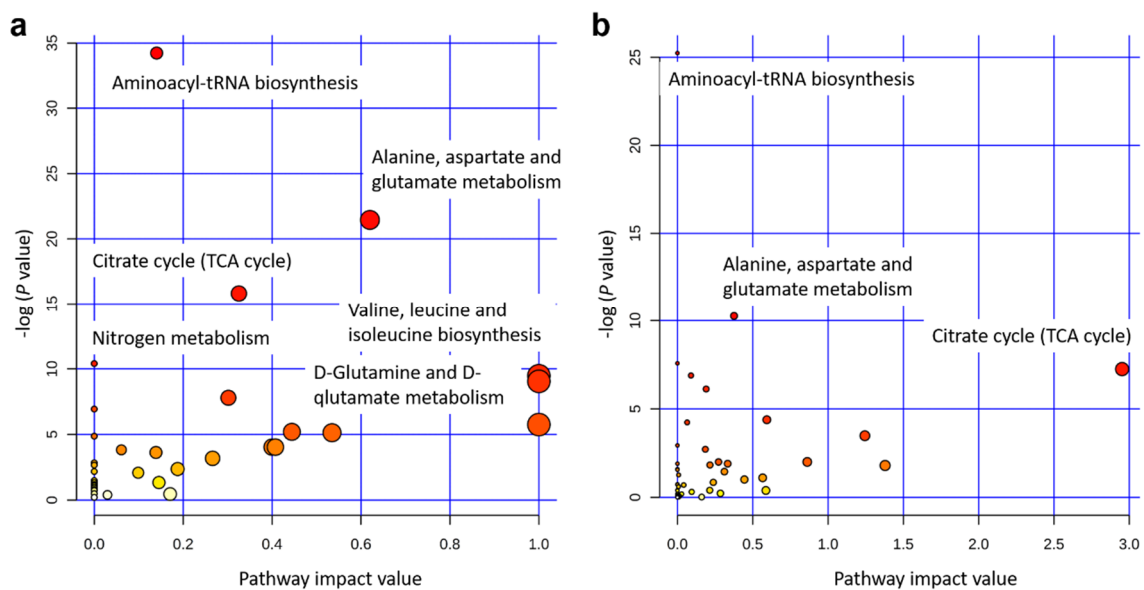 a
35
30
25
20
15
10
5
0
-log (P value)
Aminoacyl-tRNA biosynthesis
Alanine, aspartate and
glutamate metabolism
Citrate cycle (TCA cycle)
Valine, leucine and
isoleucine biosynthesis
Nitrogen metabolism
D-Glutamine and D-
glutamate metabolism
0.0 0.2 0.4 0.6 0.8 1.0
Pathway impact value
b
25
20
15
10
5
0
-log (P value)
Aminoacyl-tRNA biosynthesis
Alanine, aspartate and
glutamate metabolism
Citrate cycle (TCA cycle)
0.0 0.5 1.0 1.5 2.0 2.5 3.0
Pathway impact value